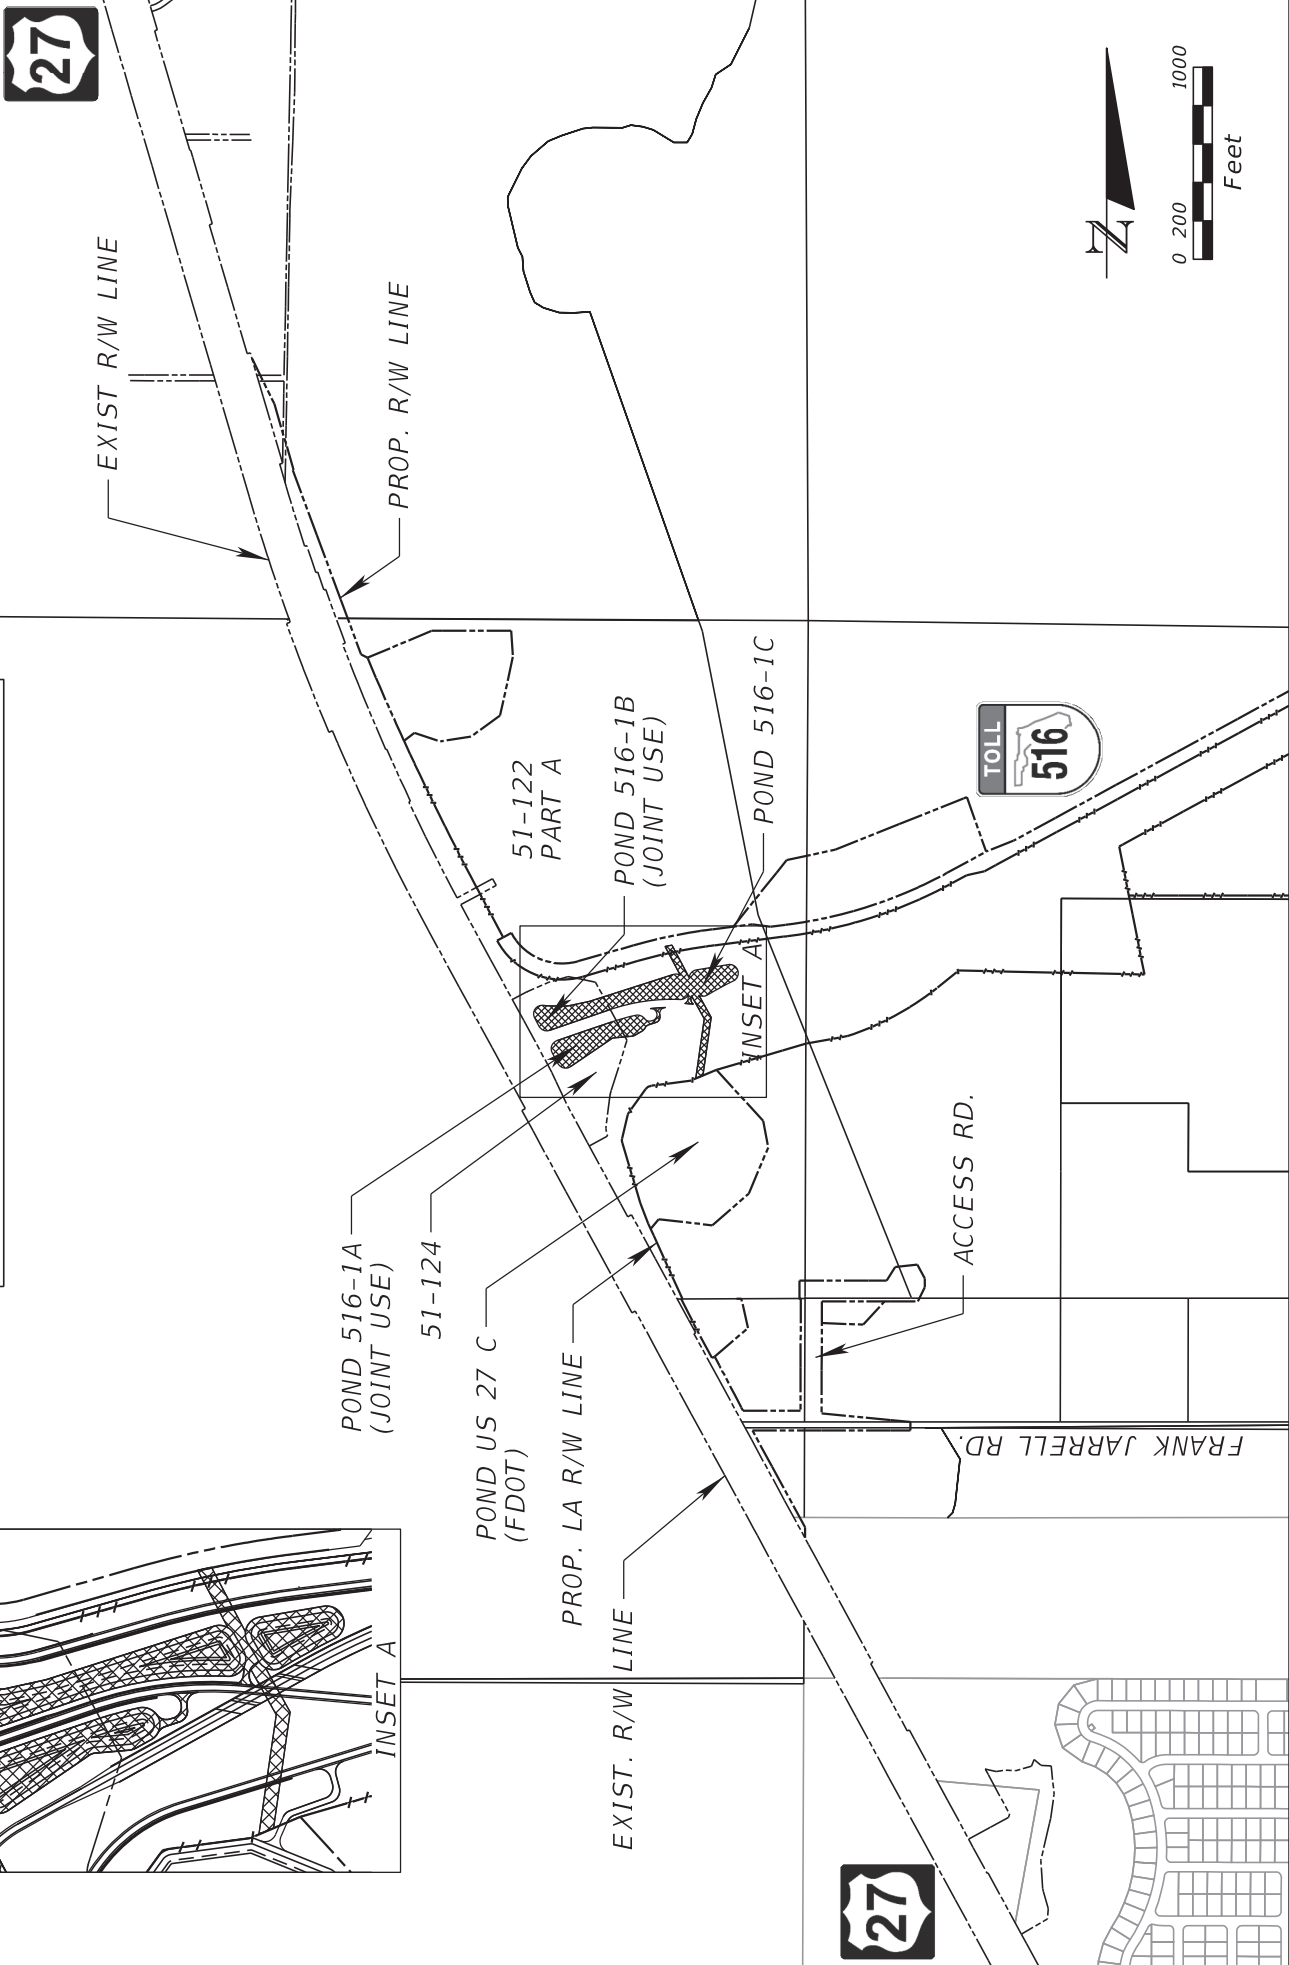 27
EXIST R/W LINE
PROP. R/W LINE
N
0 200 1000
Feet
51-122
PART A
POND 516-1B
(JOINT USE)
POND 516-1C
TOLL
516
INSET A
POND 516-1A
(JOINT USE)
51-124
POND US 27 C
(FDOT)
PROP. LA R/W LINE
EXIST. R/W LINE
ACCESS RD.
FRANK JARRELL RD.
INSET A
27